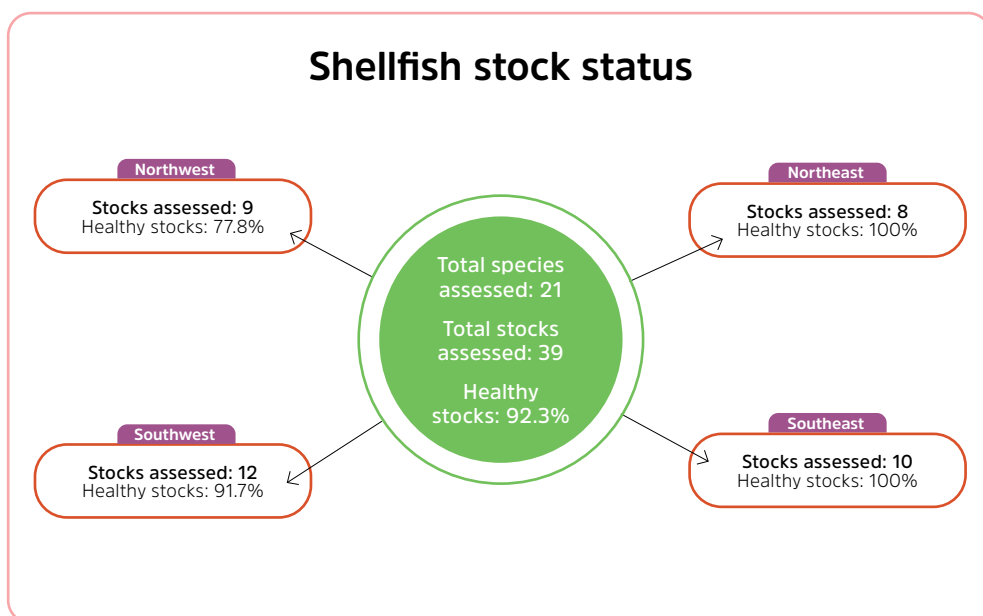 Shellfish stock status
Northwest
Stocks assessed: 9
Healthy stocks: 77.8%
Northeast
Stocks assessed: 8
Healthy stocks: 100%
Total species
assessed: 21
Total stocks
assessed: 39
Healthy
stocks: 92.3%
Southwest
Stocks assessed: 12
Healthy stocks: 91.7%
Southeast
Stocks assessed: 10
Healthy stocks: 100%